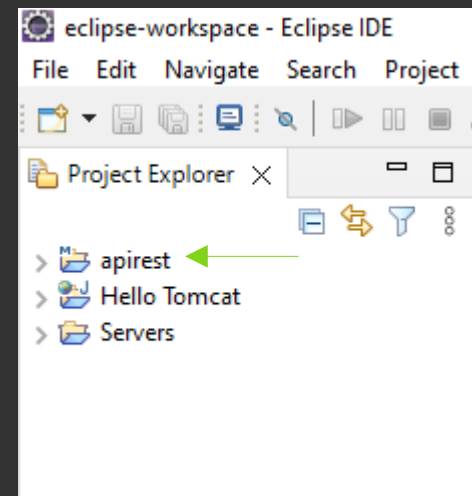 eclipse-workspace - Eclipse IDE
File Edit Navigate Search Project
Project Explorer
apirest
Hello Tomcat
Servers